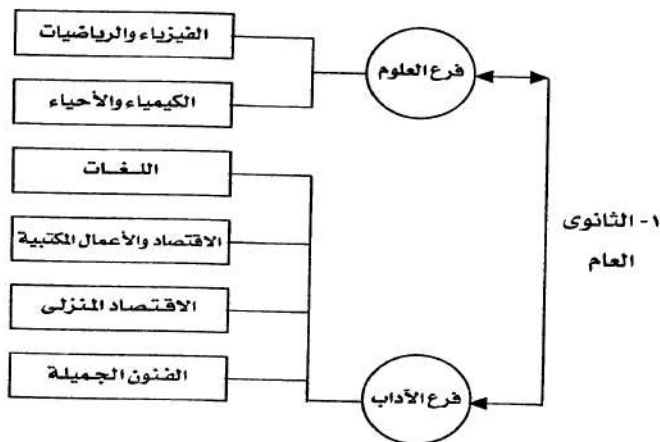 ١- الثانوى
العام
فرع العلوم
الفيزياء والرياضيات
الكيمياء والأحياء
فرع الآداب
اللغات
الاقتصاد والأعمال المكتبية
الاقتصاد المنزلى
الفنون الجميلة